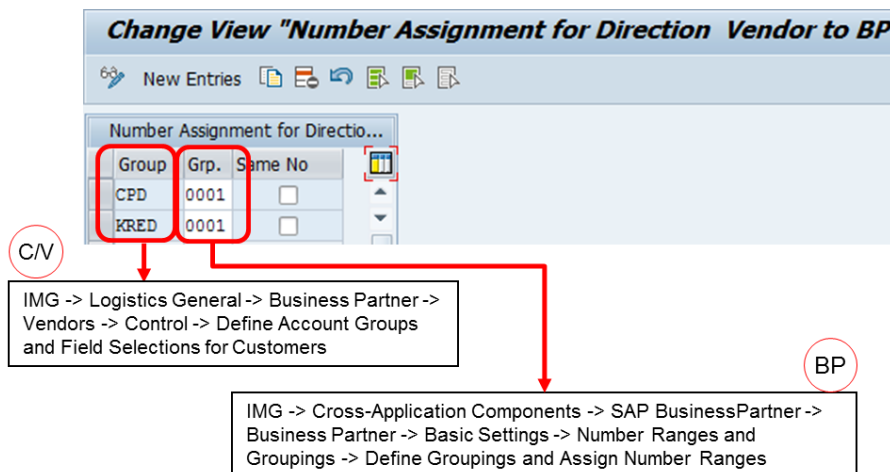 Change View "Number Assignment for Direction Vendor to BP
New Entries
Number Assignment for Directio...
Group Grp. Same No
CPD 0001
KRED 0001
C/V
IMG -> Logistics General -> Business Partner ->
Vendors -> Control -> Define Account Groups
and Field Selections for Customers
BP
IMG -> Cross-Application Components -> SAP BusinessPartner ->
Business Partner -> Basic Settings -> Number Ranges and
Groupings -> Define Groupings and Assign Number Ranges